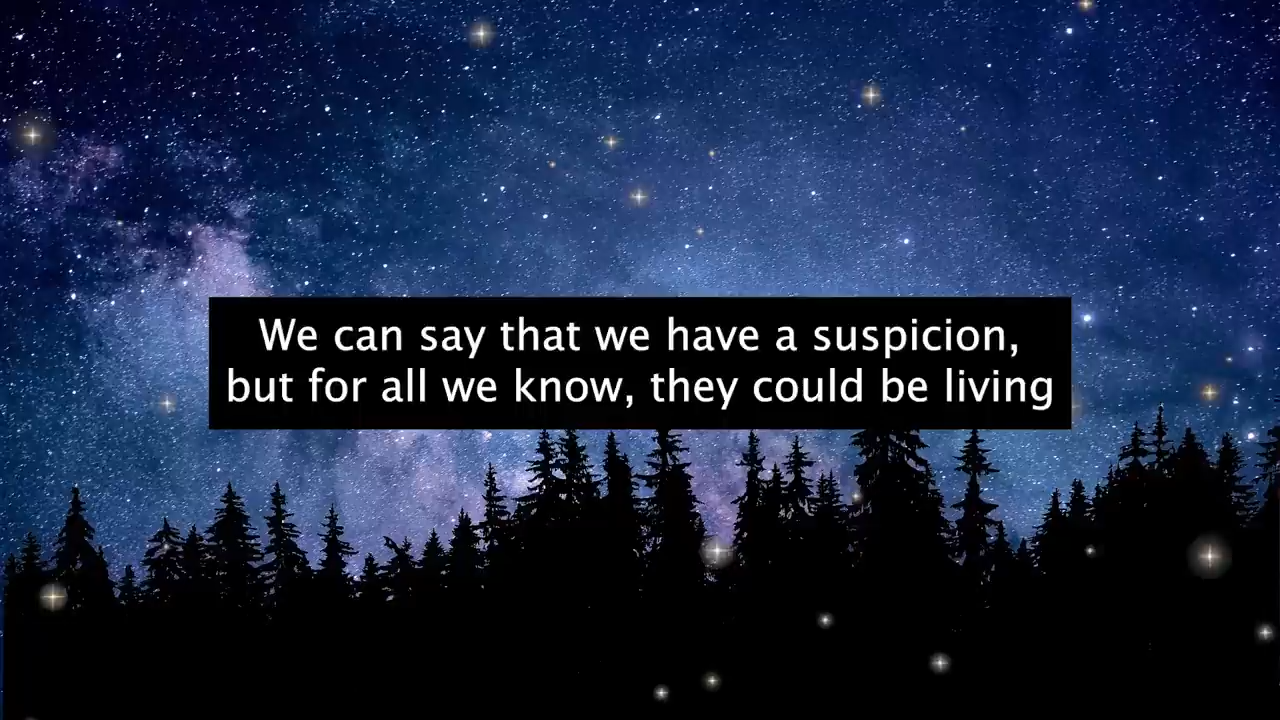 We can say that we have a suspicion,
but for all we know, they could be living